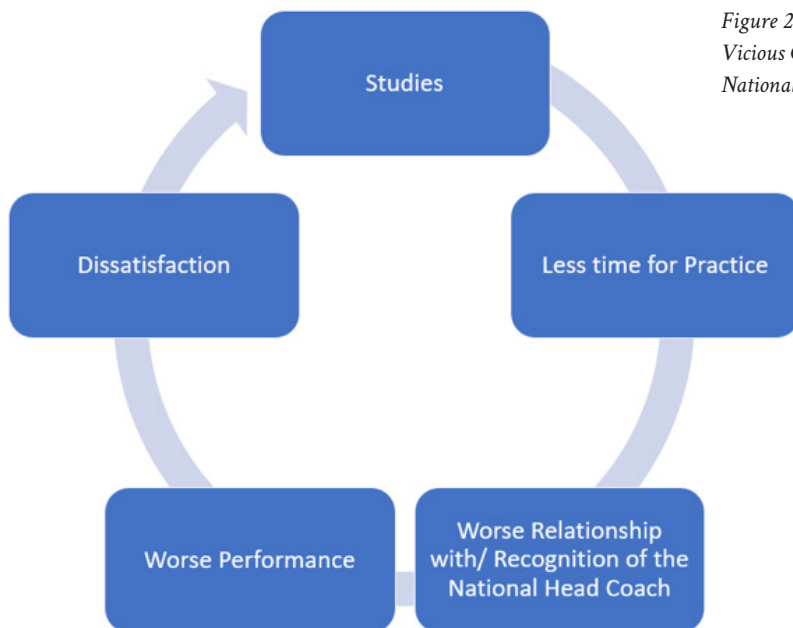 Figure 2
Vicious
National
Studies
Less time for Practice
Worse Relationship
with/ Recognition of the
National Head Coach
Worse Performance
Dissatisfaction